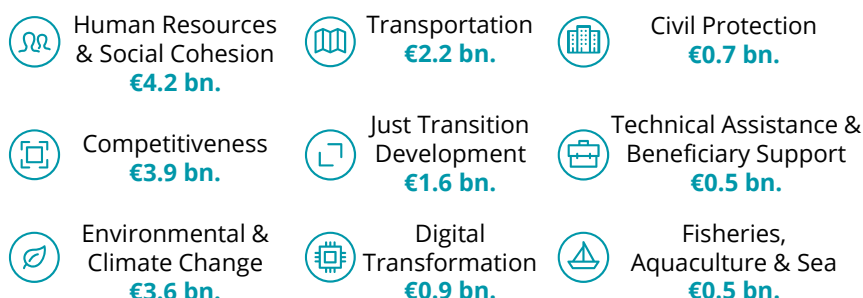 Human Resources
& Social Cohesion
€4.2 bn.
Transportation
€2.2 bn.
Civil Protection
€0.7 bn.
Competitiveness
€3.9 bn.
Just Transition
Development
€1.6 bn.
Technical Assistance &
Beneficiary Support
€0.5 bn.
Environmental &
Climate Change
€3.6 bn.
Digital
Transformation
€0.9 bn.
Fisheries,
Aquaculture & Sea
€0.5 bn.